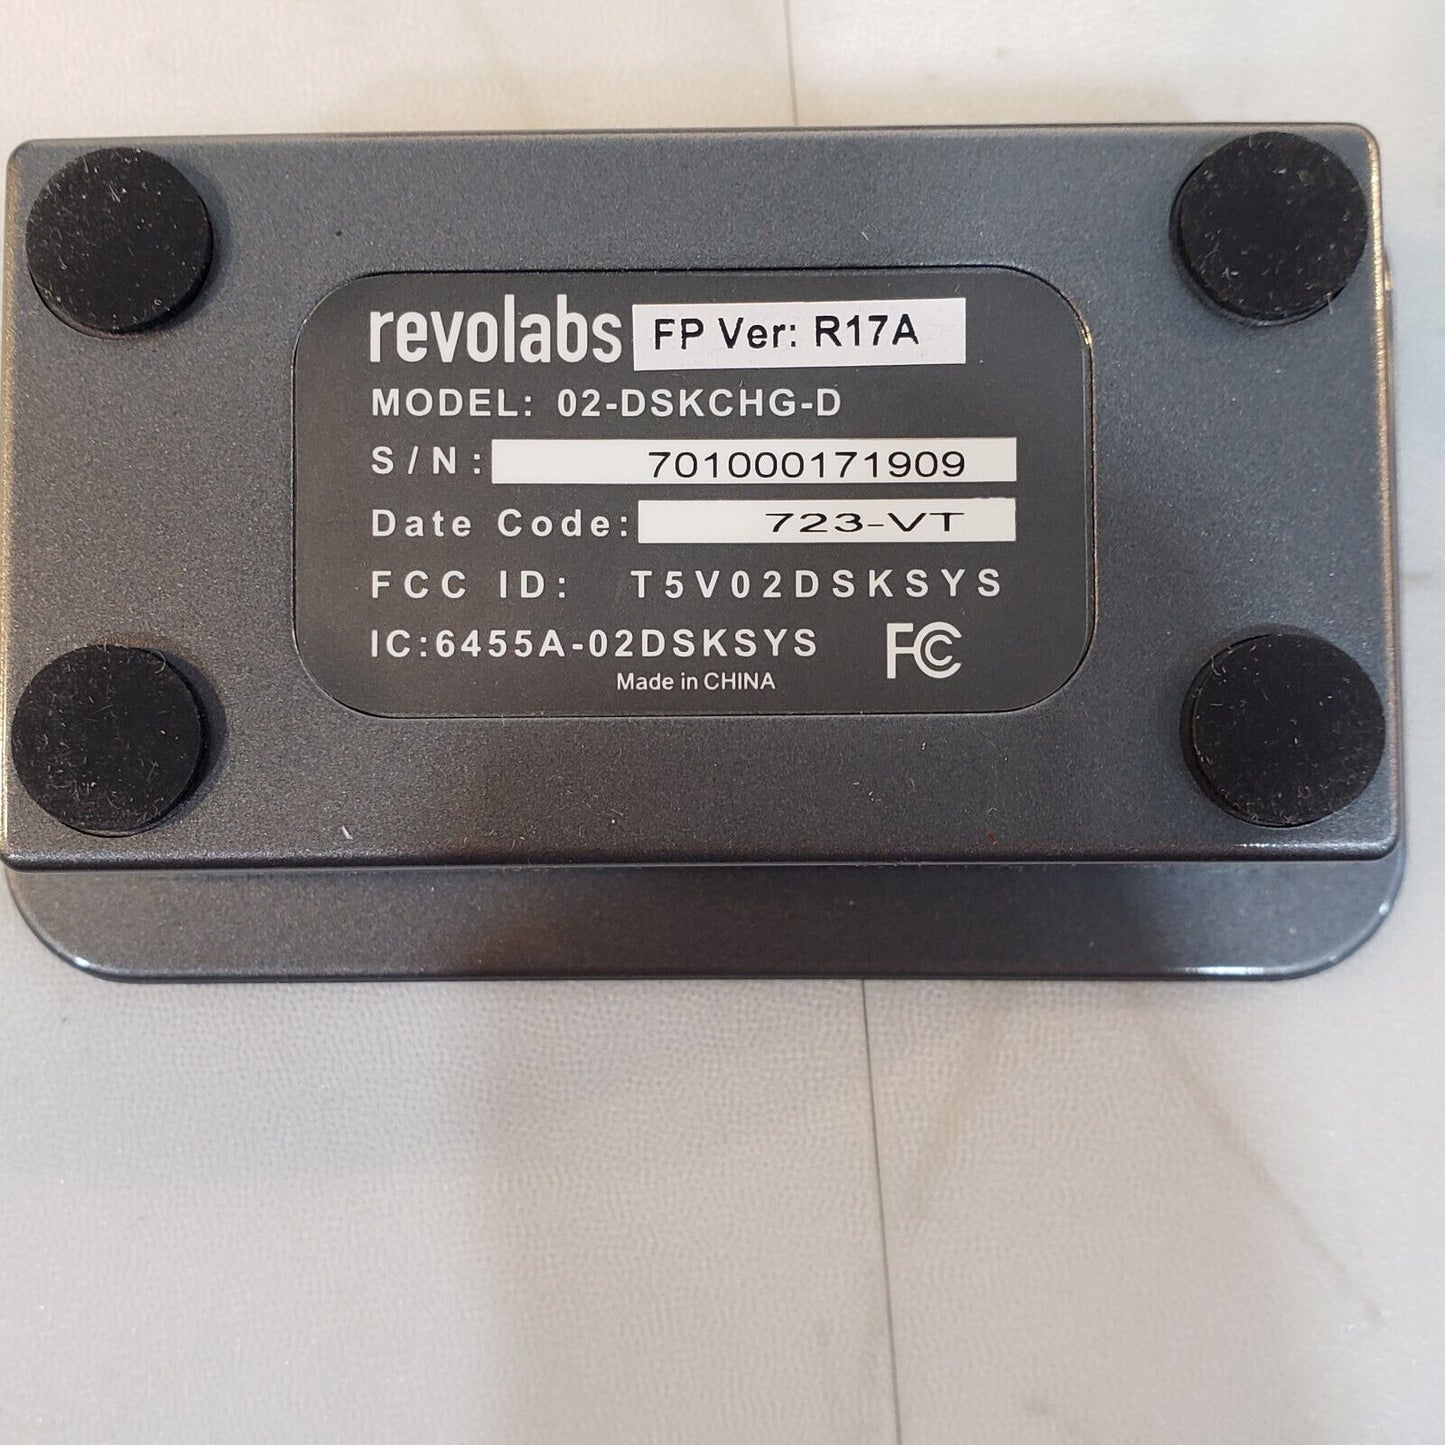 revolabs FP Ver: R17A
MODEL: 02-DSKCHG-D
S/N: 701000171909
Date Code: 723-VT
FCC ID: T5V02DSKSYS
IC:6455A-02DSKSYS FC
Made in CHINA